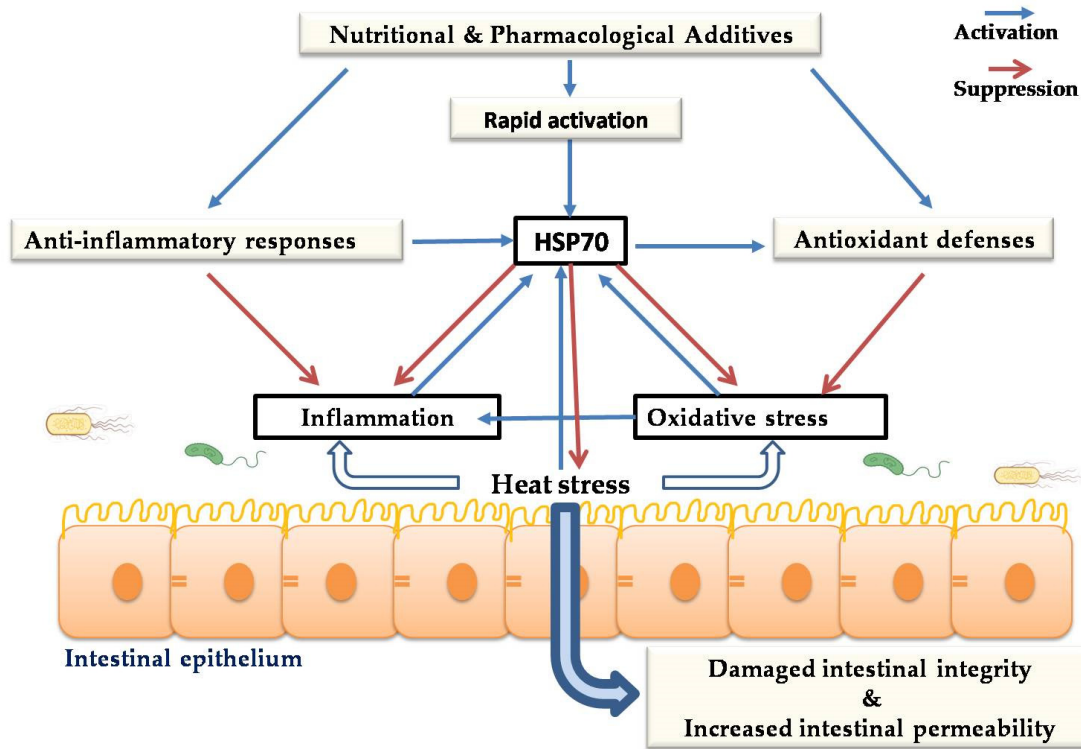 Nutritional & Pharmacological Additives
Activation
Suppression
Rapid activation
Anti-inflammatory responses
HSP70
Antioxidant defenses
Inflammation
Oxidative stress
Heat stress
Intestinal epithelium
Damaged intestinal integrity
&
Increased intestinal permeability